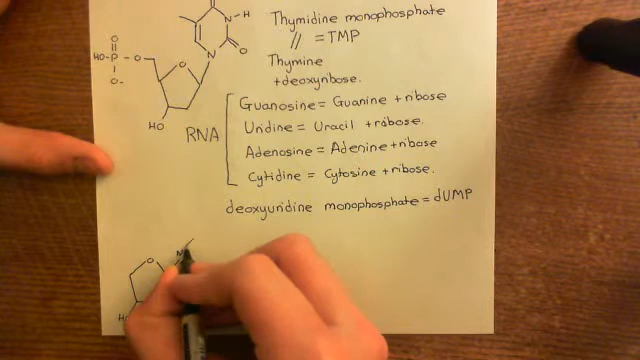 O
N-H
O
N
O
HO-P-O
O-
O
HO
Thymidine monophosphate
// = TMP
Thymine
+deoxyribose.
RNA
Guanosine = Guanine + ribose
Uridine = Uracil + ribose.
Adenosine = Adenine + ribose
Cytidine = Cytosine + ribose.
deoxyuridine monophosphate = dUMP
O
N
H